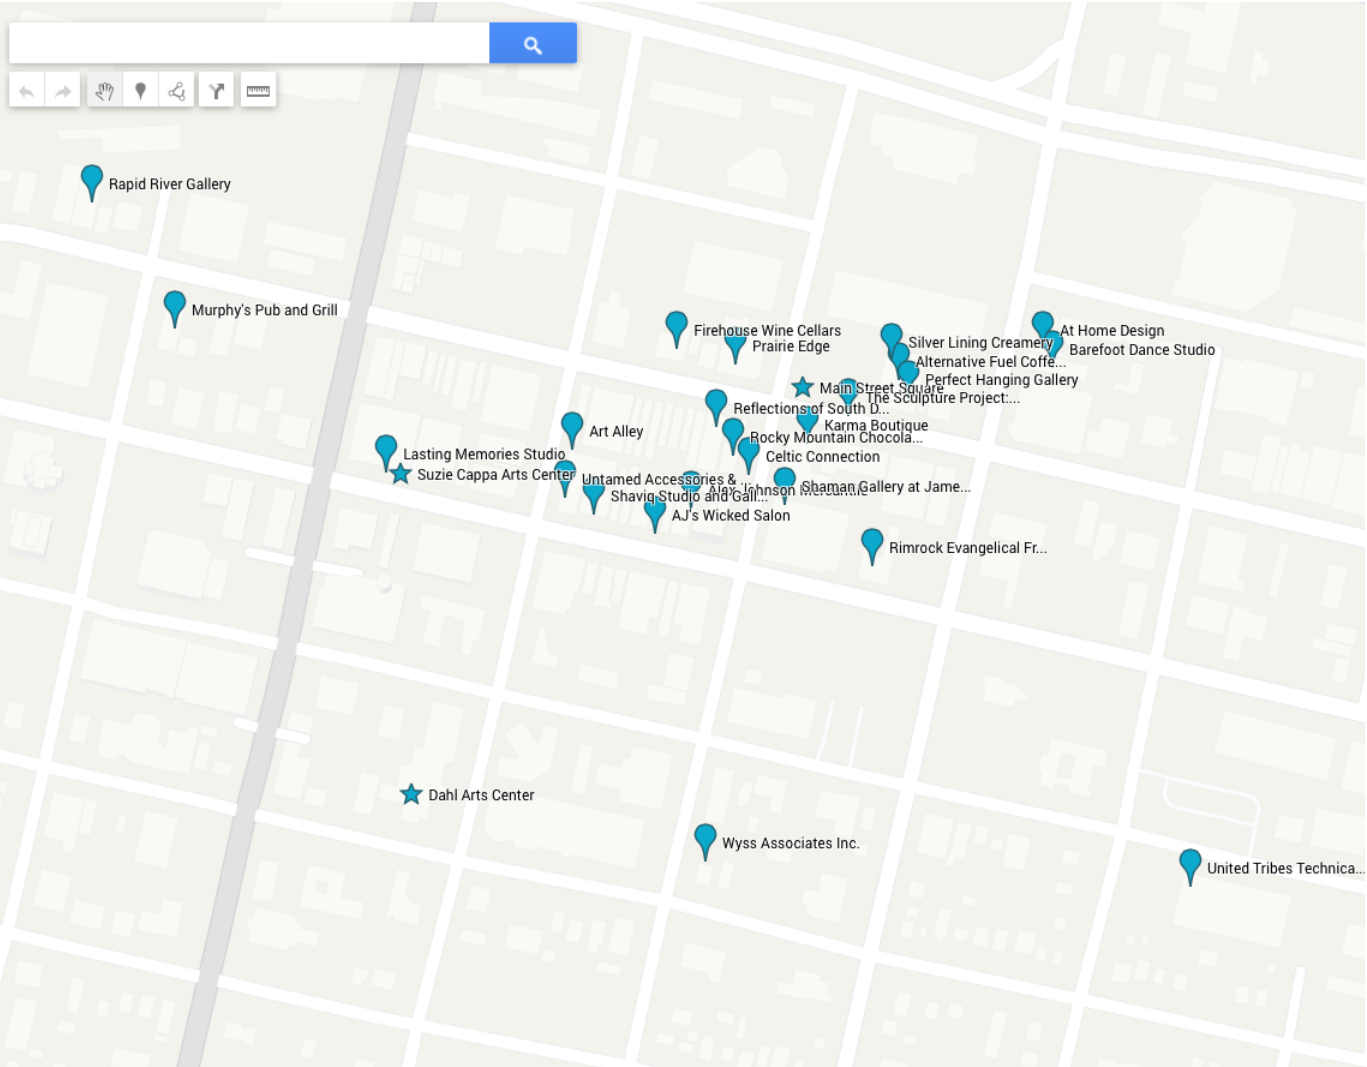 Rapid River Gallery
Murphy's Pub and Grill
Firehouse Wine Cellars
At Home Design
Silver Lining Creamery
Prairie Edge
Barefoot Dance Studio
Alternative Fuel Coffe...
Perfect Hanging Gallery
Main Street Square
The Sculpture Project:...
Reflections of South D...
Karma Boutique
Art Alley
Rocky Mountain Chocola...
Lasting Memories Studio
Celtic Connection
Suzie Cappa Arts Center
Untamed Accessories & ...
Shaman Gallery at Jame...
Alex Johnson Mercantile
Shaviq Studio and Gall...
AJ's Wicked Salon
Rimrock Evangelical Fr...
Dahl Arts Center
Wyss Associates Inc.
United Tribes Technica...